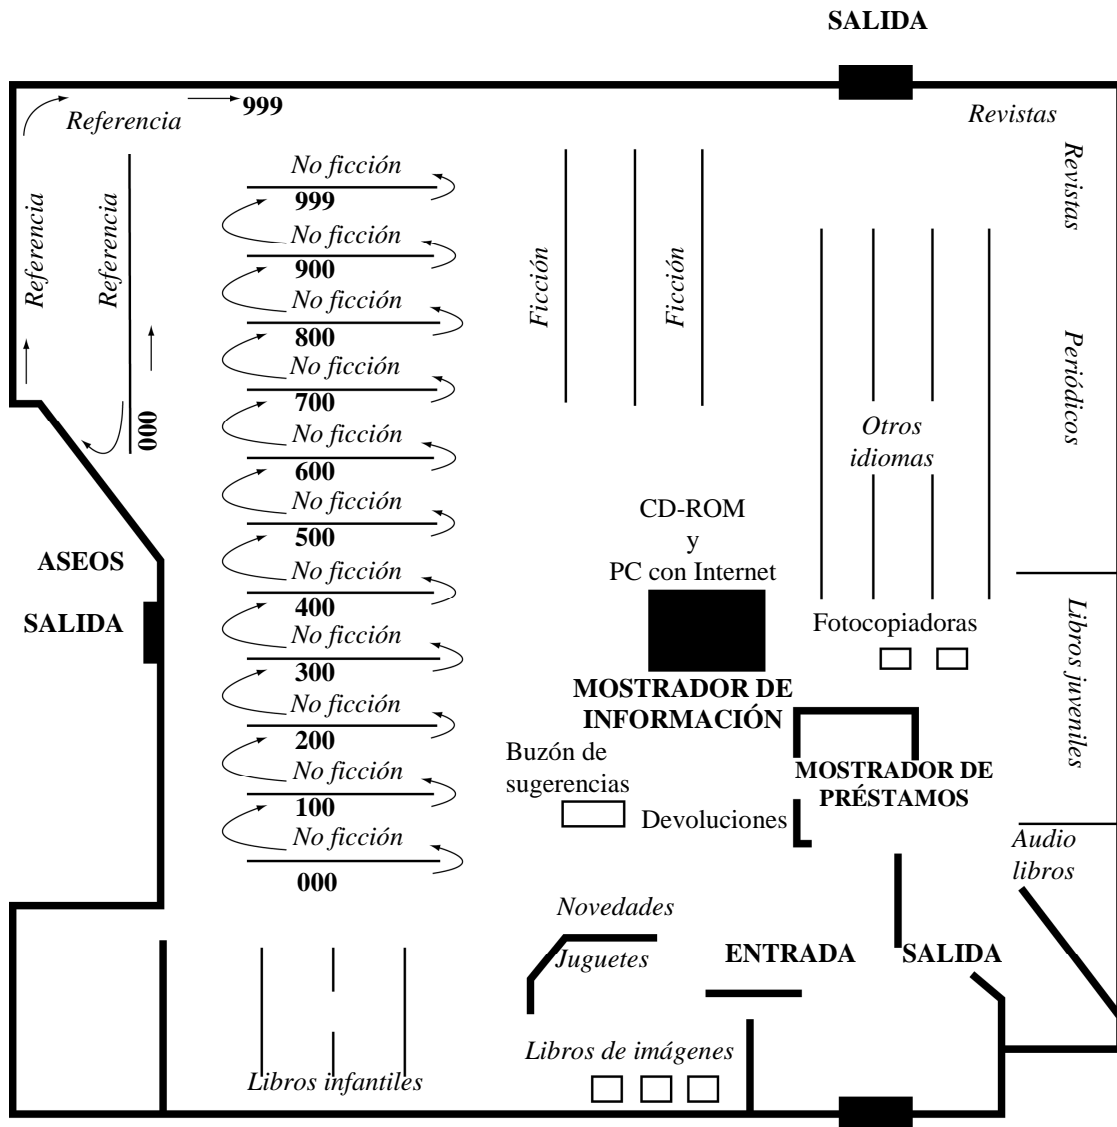 SALIDA
999
Referencia
Revistas
Revistas
Referencia
Referencia
000
No ficción
999
No ficción
900
No ficción
800
No ficción
700
No ficción
600
No ficción
500
No ficción
400
No ficción
300
No ficción
200
No ficción
100
No ficción
000
Ficción
Ficción
Periódicos
Otros
idiomas
CD-ROM
y
PC con Internet
ASEOS
SALIDA
Fotocopiadoras
Libros juveniles
MOSTRADOR DE
INFORMACIÓN
Buzón de
sugerencias
MOSTRADOR DE
PRÉSTAMOS
Devoluciones
Audio
libros
Novedades
Juguetes
ENTRADA
SALIDA
Libros de imágenes
Libros infantiles